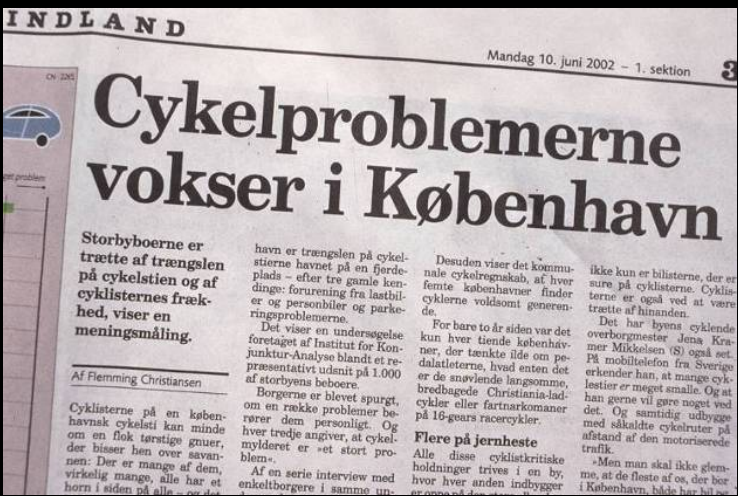 INDLAND
Mandag 10. juni 2002 – 1. sektion
3
Cykelproblemerne
vokser i København
Storbyboerne er
trætte af trængslen
på cykelstien og af
cyklisternes fræk-
hed, viser en
meningsmåling.
Af Flemming Christiansen
Cyklisterne på en køben-
havnsk cykelsti kan minde
om en flok tørstige gnuer,
der bisser hen over savan-
nen: Der er mange af dem,
virkelig mange, alle har et
horn i siden på alle – og det
havn er trængslen på cykel-
stierne havnet på en fjerde-
plads – efter tre gamle ken-
dinge: forurening fra lastbil-
er og personbiler og parke-
ringsproblemerne.
Det viser en undersøgelse
foretaget af Institut for Kon-
junktur-Analyse blandt et re-
præsentativt udsnit på 1.000
af storbyens beboere.
Borgerne er blevet spurgt,
om en række problemer be-
rører dem personligt. Og
hver tredje angiver, at cykel-
mylderet er »et stort pro-
blem«.
Af en serie interview med
enkeltborgere i samme un-
Desuden viser det kommu-
nale cykelregnskab, af hver
femte københavner finder
cyklerne voldsomt generen-
de.
For bare to år siden var det
kun hver tiende københav-
ner, der tænkte ilde om pe-
dalatleterne, hvad enten det
er de snøvlende langsomme,
bredbagede Christiania-lad-
cykler eller fartnarkomaner
på 16-gears racercykler.
Flere på jernheste
Alle disse cyklistkritiske
holdninger trives i en by,
hvor hver anden indbygger
ikke kun er bilisterne, der er
sure på cyklisterne. Cyklis-
terne er også ved at være
trætte af hinanden.
Det har byens cyklende
overborgmester Jens Kra-
mer Mikkelsen (S) også set.
På mobiltelefon fra Sverige
erkender han, at mange cyk-
lestier er meget smalle. Og at
han gerne vil gøre noget ved
det. Og samtidig udbygge
med såkaldte cykelruter på
afstand af den motoriserede
trafik.
»Men man skal ikke glem-
me, at de fleste af os, der bor
i København, både har bil og